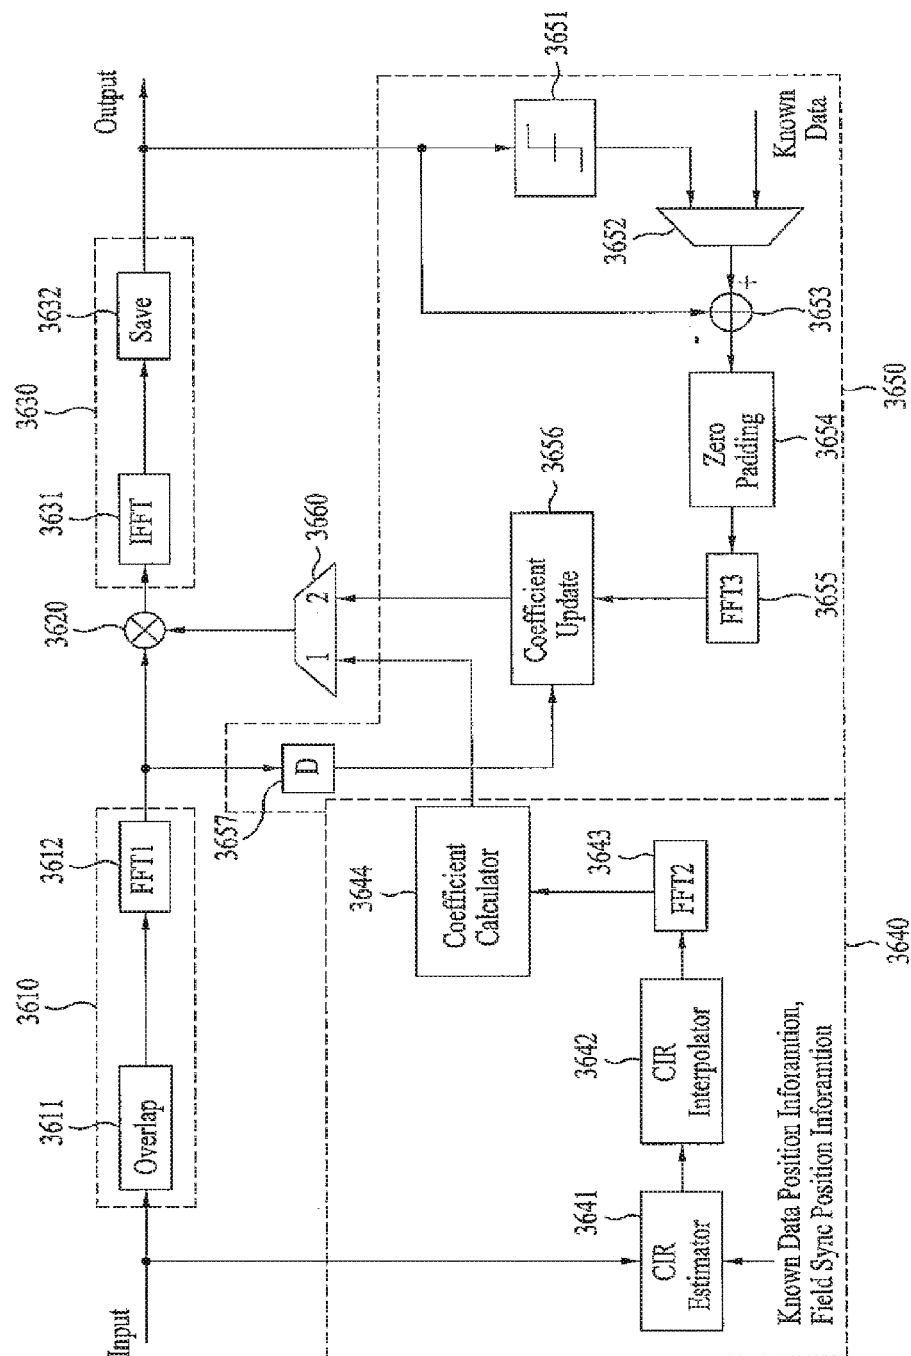 Input
Output
3610
3611
Overlap
3612
FFT1
3620
3630
3631
IFFT
3632
Save
3657
D
3660
1
2
3651
3652
Known
Data
+
-
3653
3654
Zero
Padding
3655
FFT3
3656
Coefficient
Update
3650
3644
Coefficient
Calculator
3643
FFT2
3642
CIR
Interpolator
3641
CIR
Estimator
3640
Known Data Position Inforamtion,
Field Sync Position Inforamtion